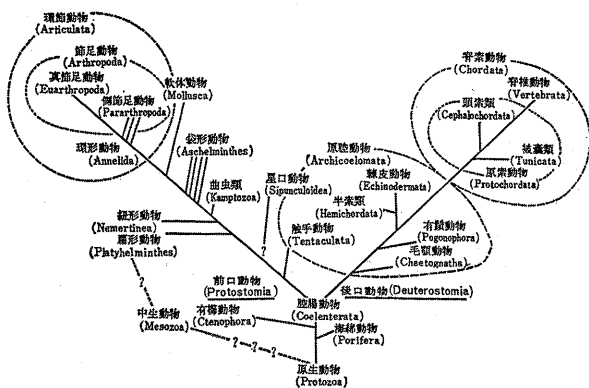 環節動物
(Articulata)
節足動物
(Arthropoda)
真節足動物
(Euarthropoda)
側節足動物
(Pararthropoda)
軟体動物
(Mollusca)
環形動物
(Annelida)
袋形動物
(Aschelminthes)
曲虫類
(Kamptozoa)
紐形動物
(Nemertinea)
扁形動物
(Platyhelminthes)
星口動物
(Sipunculoidea)
?
触手動物
(Tentaculata)
原腔動物
(Archicoelomata)
棘皮動物
(Echinodermata)
半索類
(Hemichordata)
脊索動物
(Chordata)
脊椎動物
(Vertebrata)
頭索類
(Cephalochordata)
被囊類
(Tunicata)
原索動物
(Protochordata)
有鬚動物
(Pogonophora)
毛顎動物
(Chaetognatha)
前口動物
(Protostomia)
後口動物(Deuterostomia)
腔腸動物
(Coelenterata)
有櫛動物
(Ctenophora)
海綿動物
(Porifera)
?
中生動物
(Mesozoa)
? ? ?
原生動物
(Protozoa)